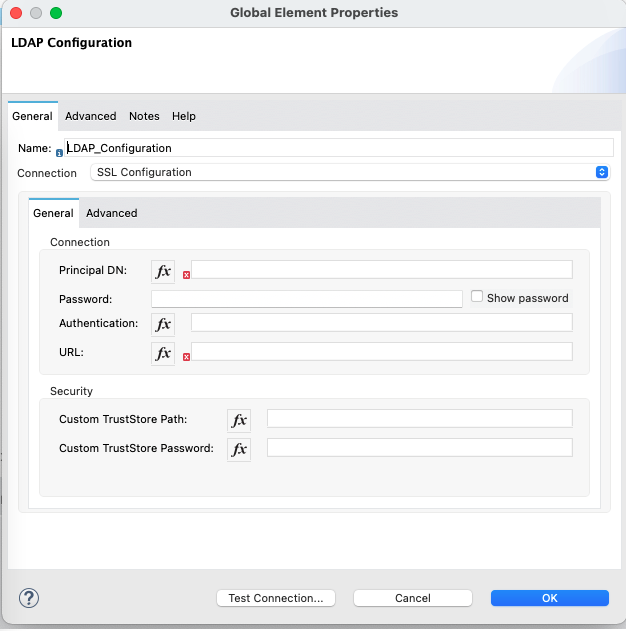 Global Element Properties
LDAP Configuration
General Advanced Notes Help
Name: LDAP_Configuration
Connection SSL Configuration
General Advanced
Connection
Principal DN: fx
Password: Show password
Authentication: fx
URL: fx
Security
Custom TrustStore Path: fx
Custom TrustStore Password: fx
? Test Connection... Cancel OK